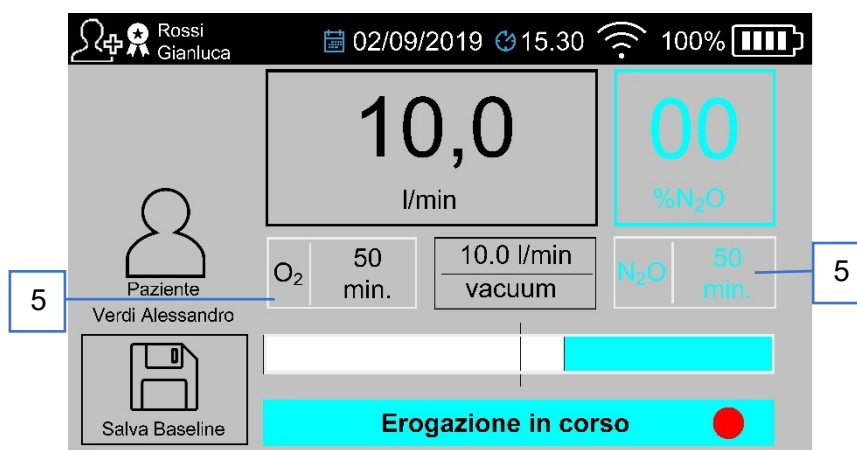 Rossi
Gianluca
02/09/2019 15.30 100%
10,0
l/min
00
%N₂O
Paziente
Verdi Alessandro
O₂ 50
min.
10.0 l/min
vacuum
N₂O 50
min.
5
5
Salva Baseline
Erogazione in corso